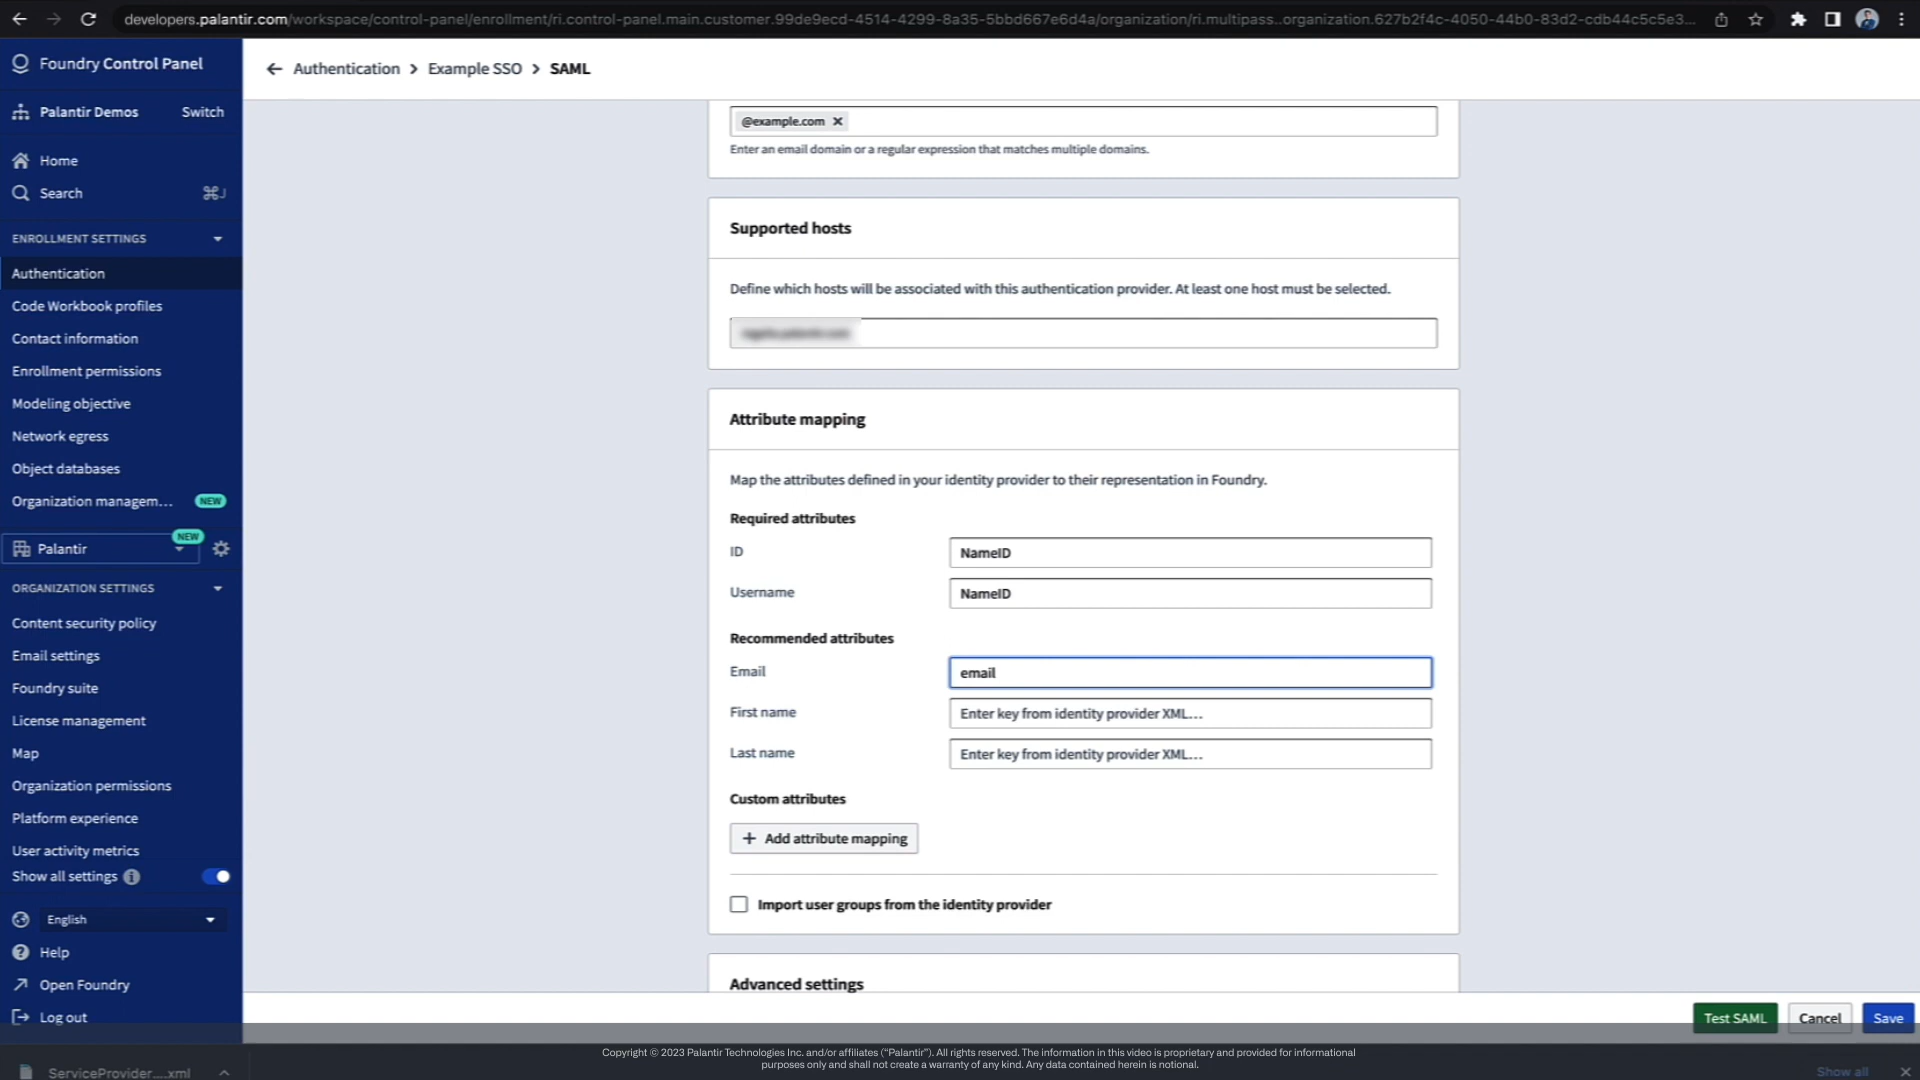 developers.palantir.com/workspace/control-panel/enrollment/ri.control-panel.main.customer.99de9ecd-4514-4299-8a35-5bbd667e6d4a/organization/ri.multipass..organization.627b2f4c-4050-44b0-83d2-cdb44c5c5e3...
Foundry Control Panel
Palantir Demos Switch
Home
Search ⌘J
ENROLLMENT SETTINGS
Authentication
Code Workbook profiles
Contact information
Enrollment permissions
Modeling objective
Network egress
Object databases
Organization managem... NEW
NEW
Palantir
ORGANIZATION SETTINGS
Content security policy
Email settings
Foundry suite
License management
Map
Organization permissions
Platform experience
User activity metrics
Show all settings
English
Help
Open Foundry
Log out
Authentication > Example SSO > SAML
@example.com ×
Enter an email domain or a regular expression that matches multiple domains.
Supported hosts
Define which hosts will be associated with this authentication provider. At least one host must be selected.
Attribute mapping
Map the attributes defined in your identity provider to their representation in Foundry.
Required attributes
ID NameID
Username NameID
Recommended attributes
Email email
First name Enter key from identity provider XML...
Last name Enter key from identity provider XML...
Custom attributes
+ Add attribute mapping
Import user groups from the identity provider
Advanced settings
Test SAML Cancel Save
Copyright © 2023 Palantir Technologies Inc. and/or affiliates (“Palantir”). All rights reserved. The information in this video is proprietary and provided for informational
purposes only and shall not create a warranty of any kind. Any data contained herein is notional.
ServiceProvider....xml
Show all